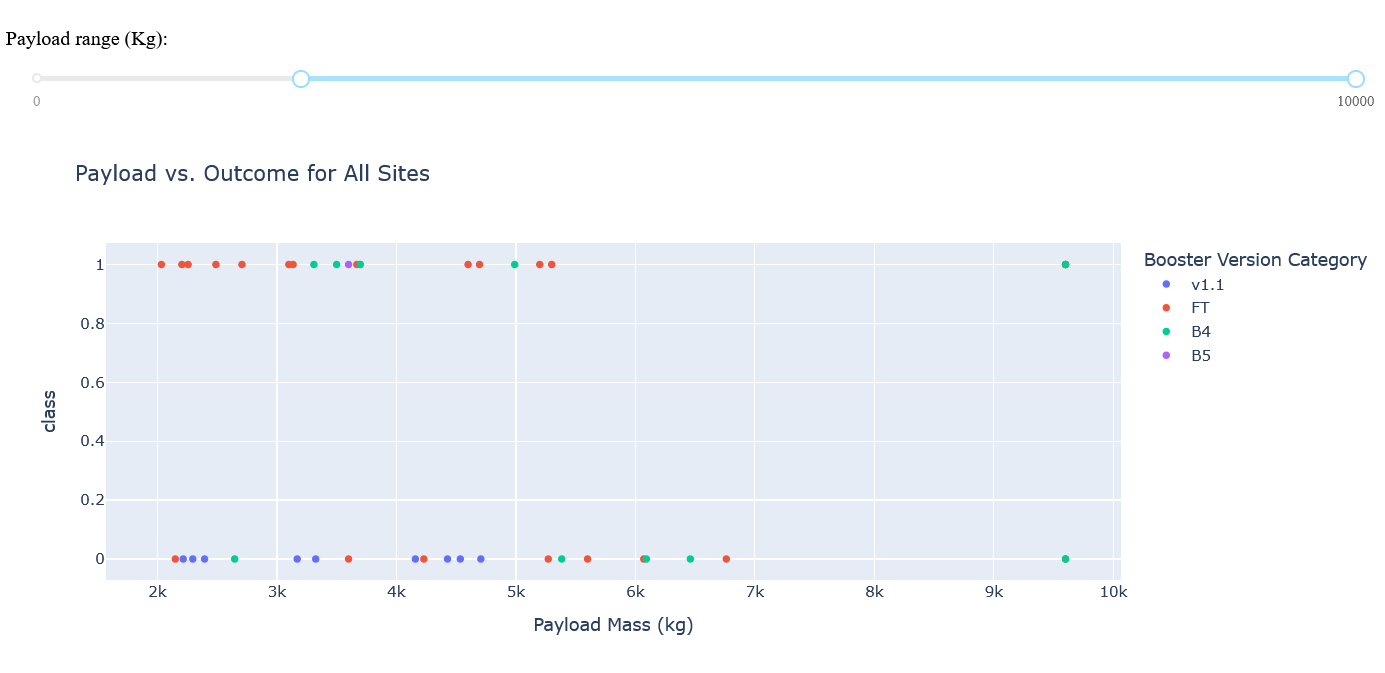 Payload range (Kg):
0
10000
Payload vs. Outcome for All Sites
Booster Version Category
v1.1
FT
B4
B5
class
1
0.8
0.6
0.4
0.2
0
2k
3k
4k
5k
6k
7k
8k
9k
10k
Payload Mass (kg)